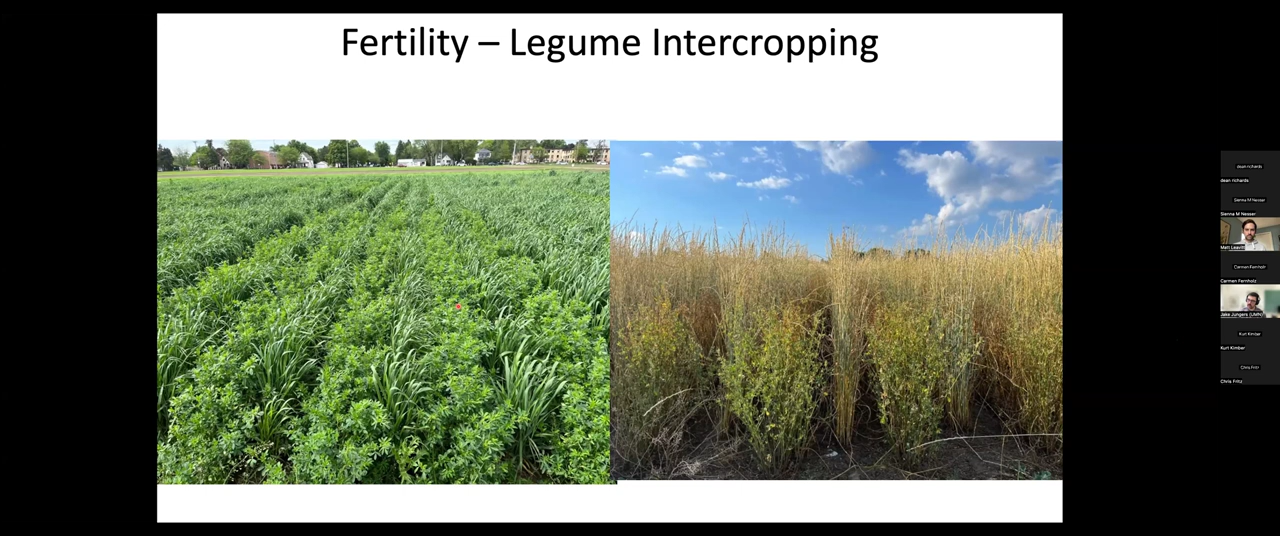 Fertility – Legume Intercropping
dean richards
dean richards
Sienna M Nesser
Sienna M Nesser
Matt Leavitt
Carmen Fernholz
Carmen Fernholz
Jake Jungers (UMN)
Kurt Kimber
Kurt Kimber
Chris Fritz
Chris Fritz